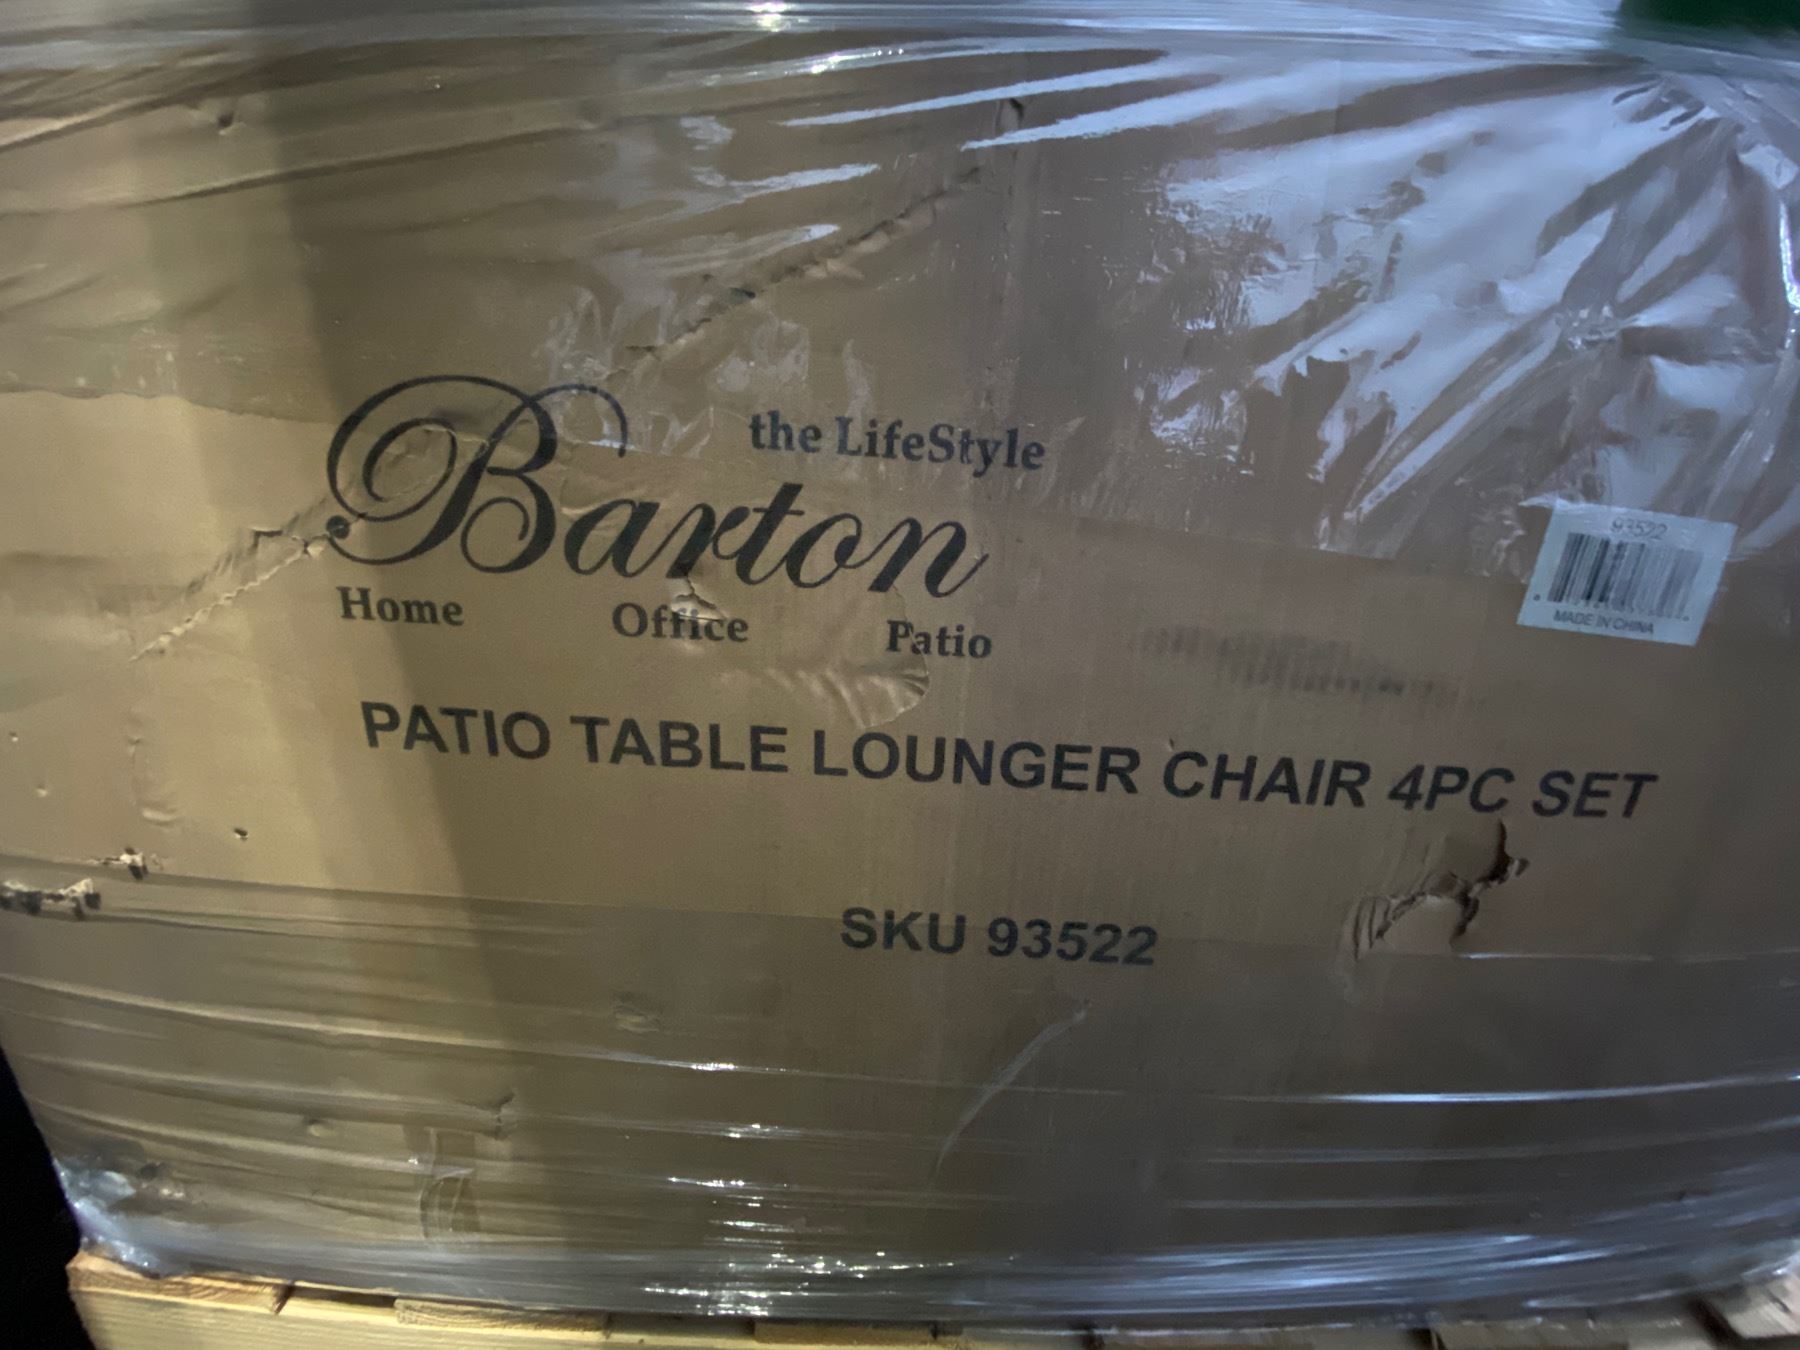 the LifeStyle
Barton
Home Office Patio
PATIO TABLE LOUNGER CHAIR 4PC SET
SKU 93522
93522
MADE IN CHINA